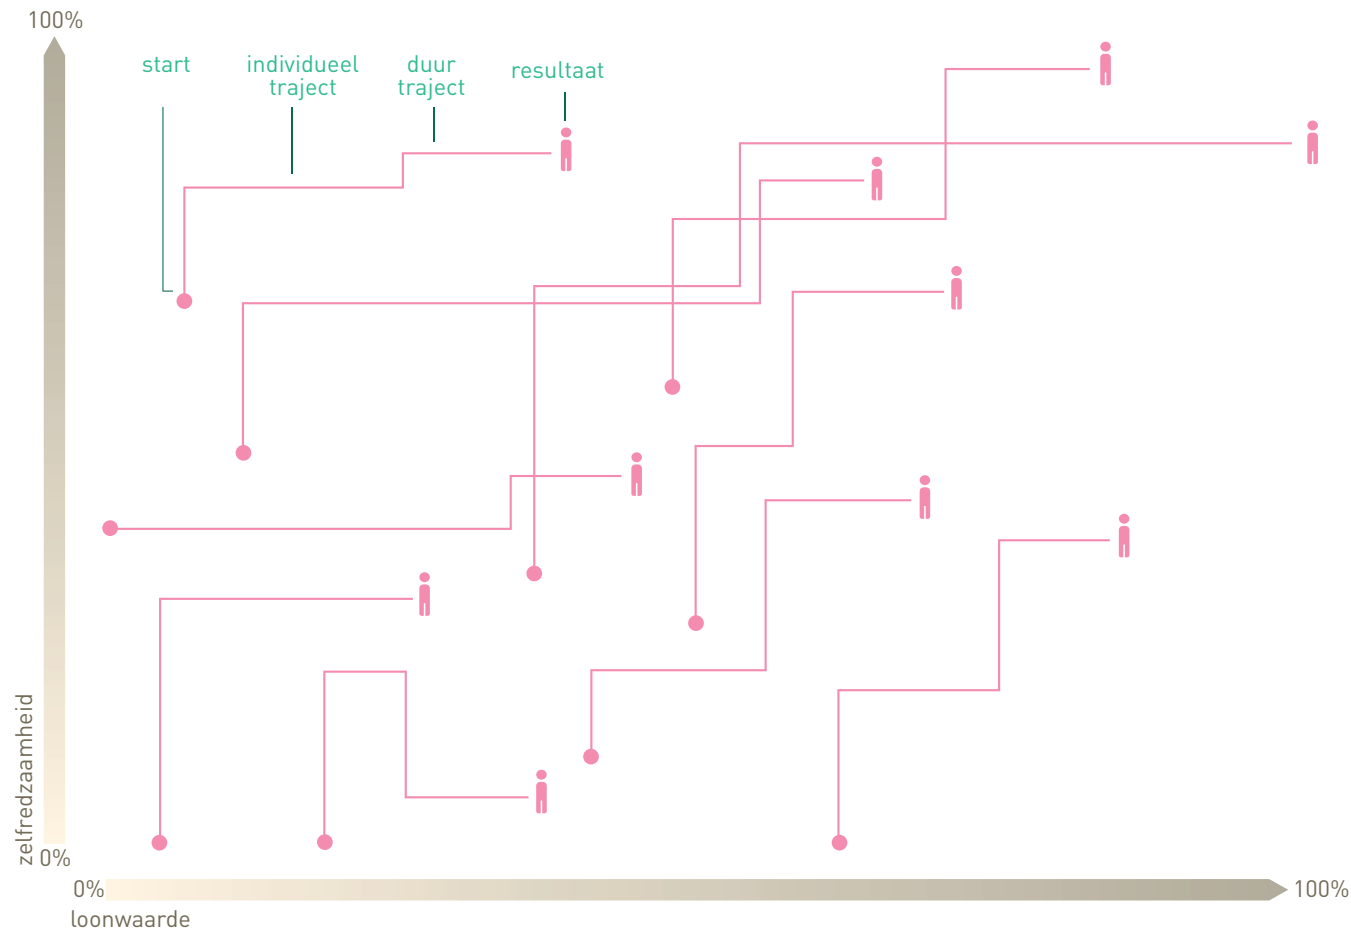 100%
start
individueel
traject
duur
traject
resultaat
zelfredzaamheid
0%
0%
100%
loonwaarde